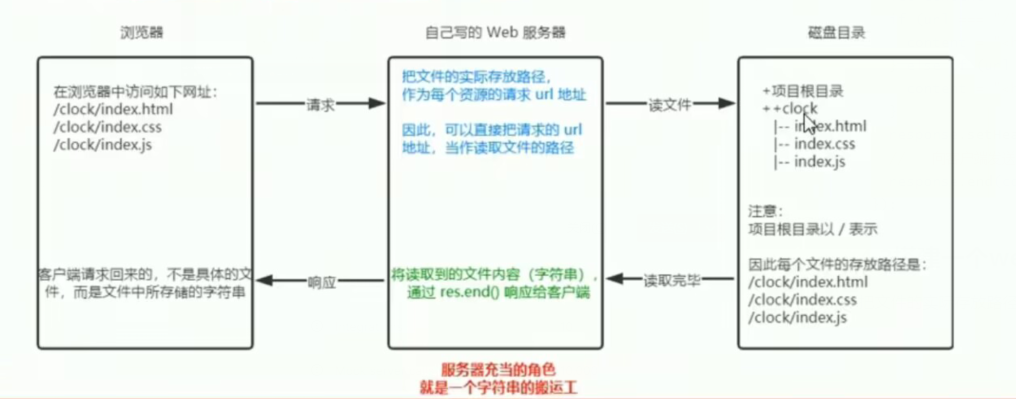 浏览器
在浏览器中访问如下网址：
/clock/index.html
/clock/index.css
/clock/index.js
客户端请求回来的，不是具体的文
件，而是文件中所存储的字符串
请求
响应
自己写的 Web 服务器
把文件的实际存放路径，
作为每个资源的请求 url 地址
因此，可以直接把请求的 url
地址，当作读取文件的路径
将读取到的文件内容（字符串），
通过 res.end() 响应给客户端
服务器充当的角色
就是一个字符串的搬运工
读文件
读取完毕
磁盘目录
+项目根目录
++clock
|-- index.html
|-- index.css
|-- index.js
注意：
项目根目录以 / 表示
因此每个文件的存放路径是：
/clock/index.html
/clock/index.css
/clock/index.js